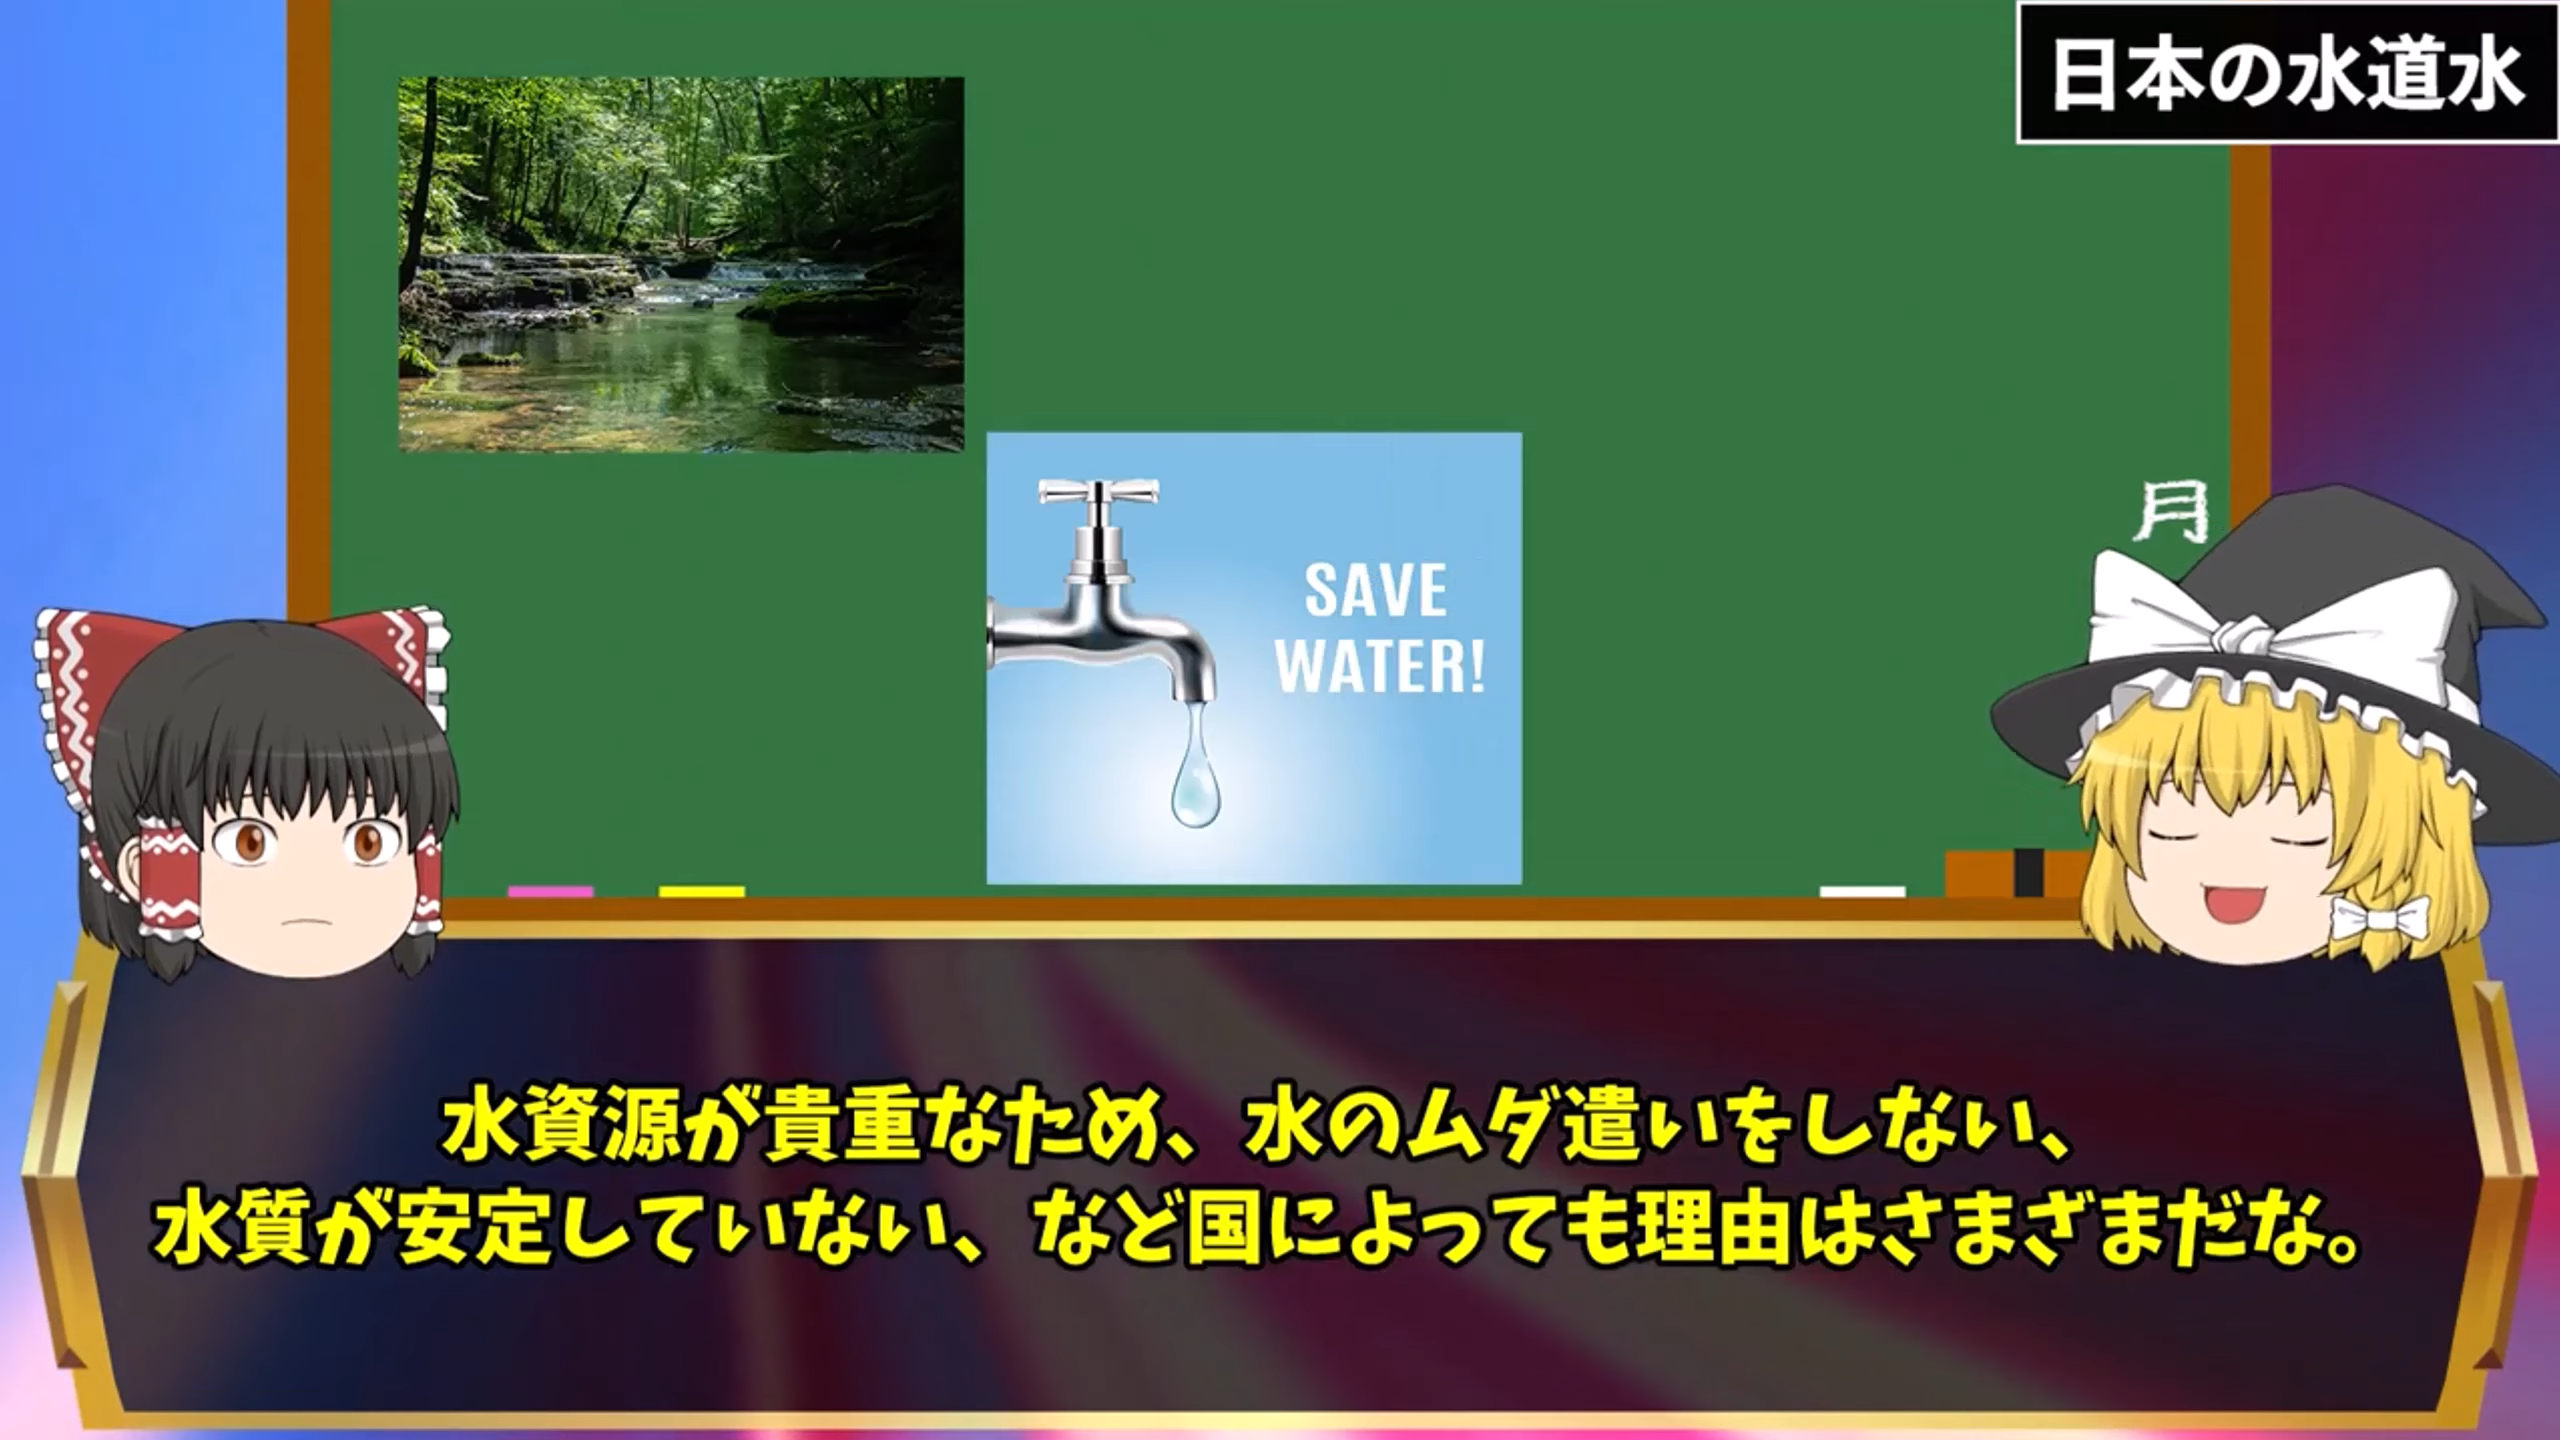 日本の水道水
SAVE
WATER!
月
水資源が貴重なため、水のムダ遣いをしない、
水質が安定していない、など国によっても理由はさまざまだな。